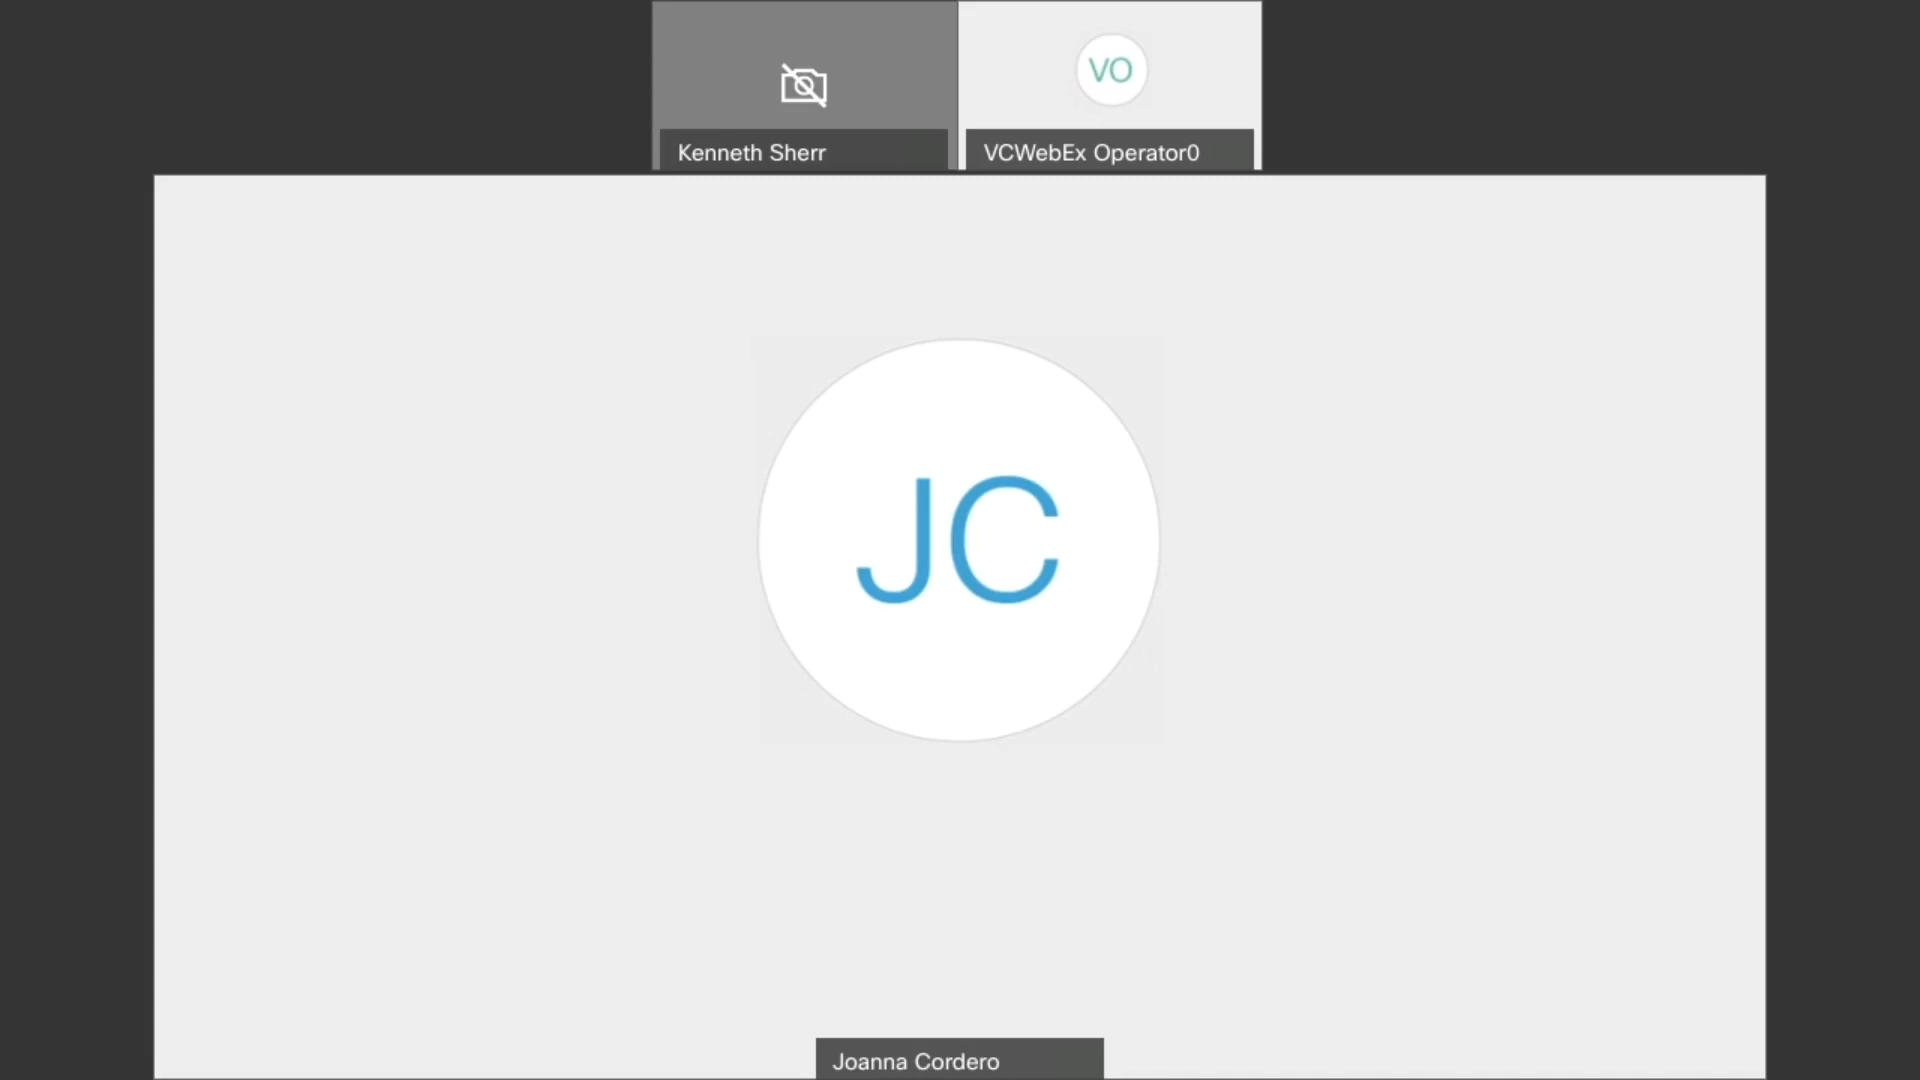 VO
Kenneth Sherr
VCWebEx Operator0
JC
Joanna Cordero